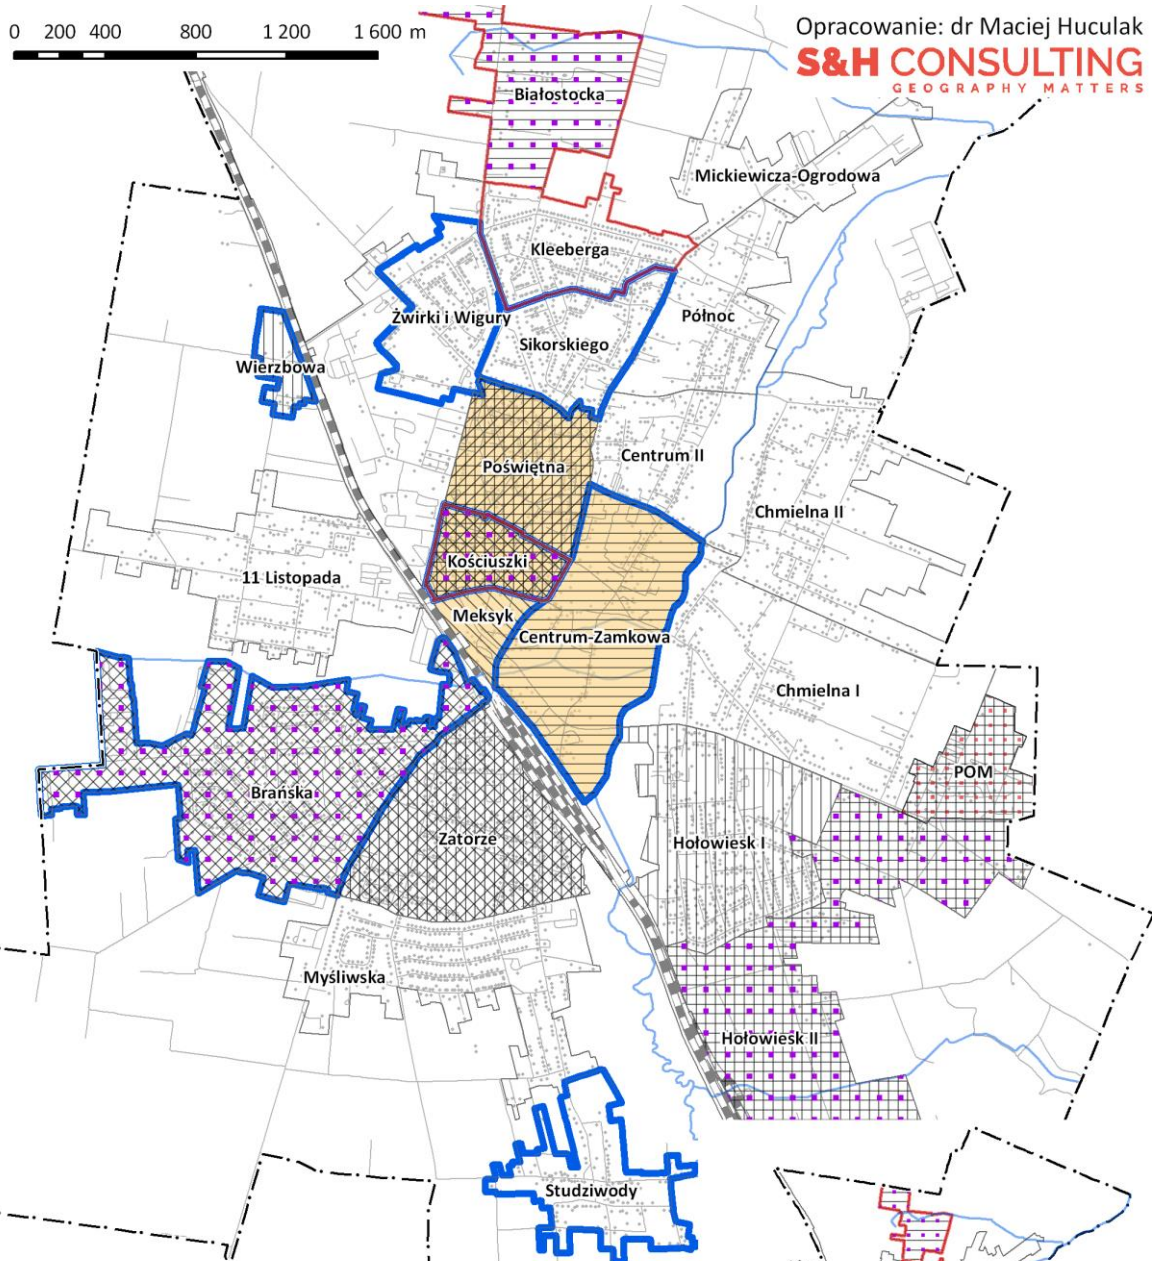 0 200 400 800 1 200 1 600 m
Opracowanie: dr Maciej Huculak
S&H CONSULTING
GEOGRAPHY MATTERS
Białostocka
Mickiewicza-Ogrodowa
Kleeberga
Żwirki i Wigury
Północ
Sikorskiego
Wierzbowa
Centrum II
Poświętna
Chmielna II
Kościuszki
11 Listopada
Meksyk
Centrum-Zamkowa
Chmielna I
POM
Brańska
Zatorze
Hołowiesk I
Myśliwska
Hołowiesk II
Studziwody